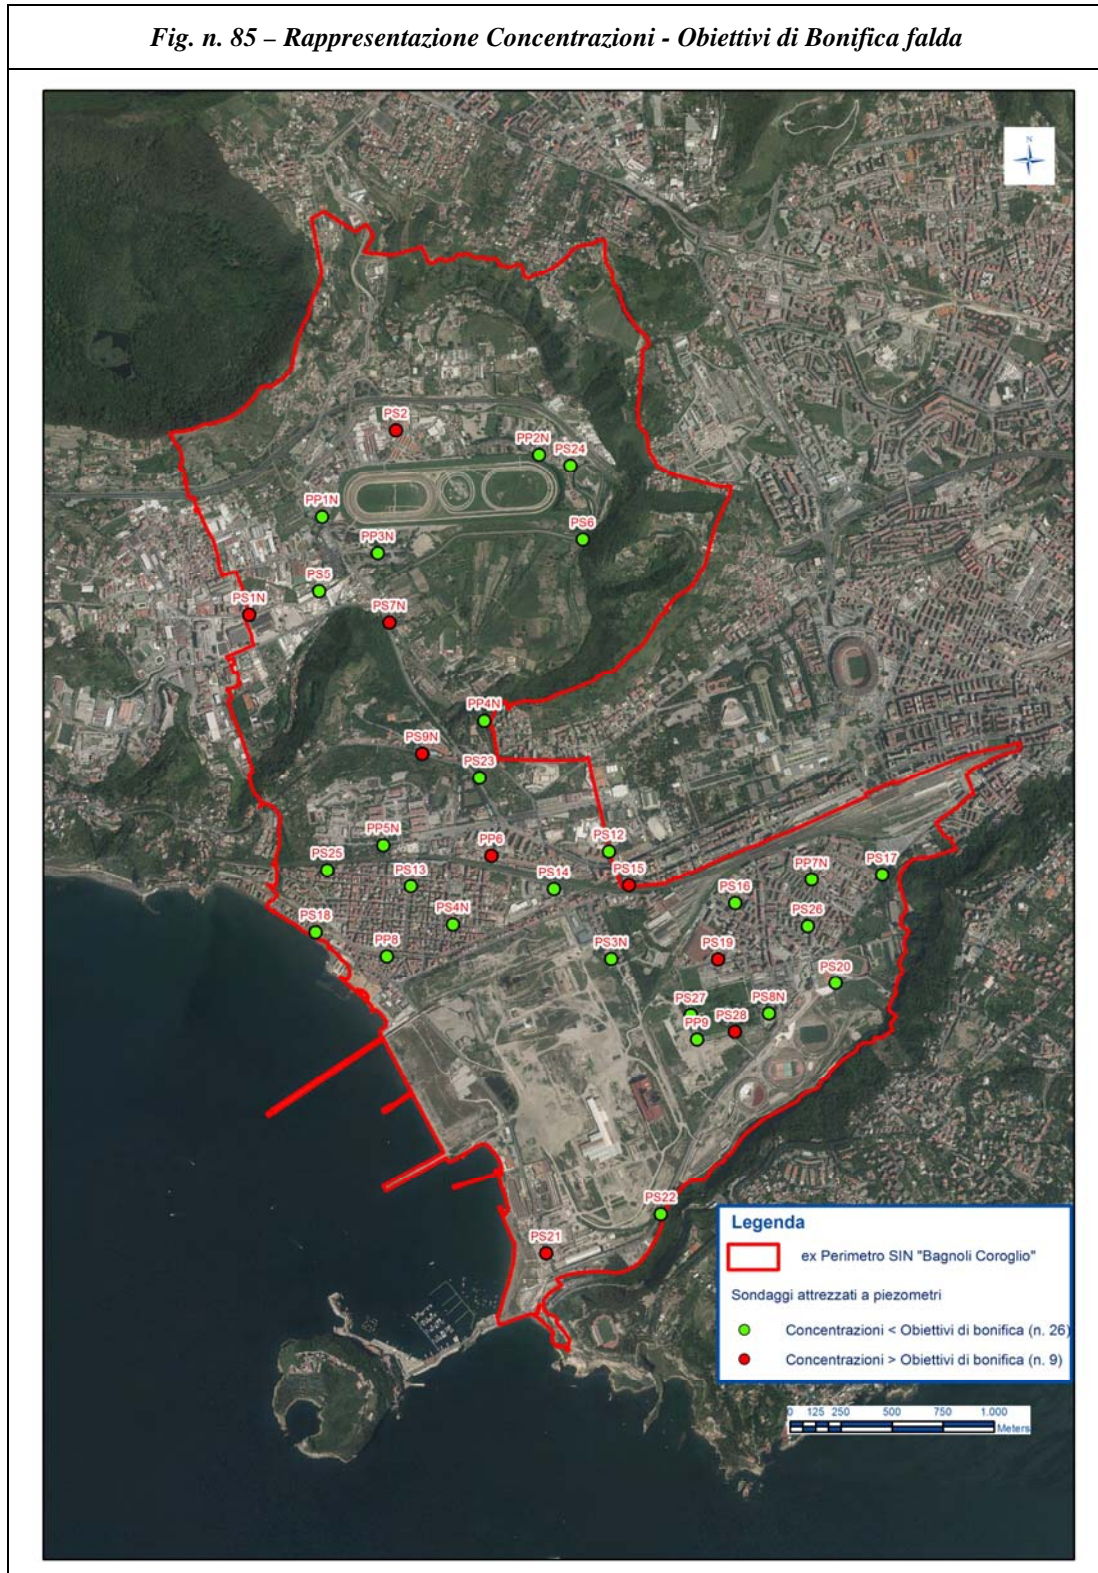 Fig. n. 85 – Rappresentazione Concentrazioni - Obiettivi di Bonifica falda
N
PS2
PP2N
PS24
PP1N
PS6
PP3N
PS5
PS1N
PS7N
PP4N
PS9N
PS23
PP5N
PP6
PS12
PS25
PS13
PS14
PS15
PP7N
PS17
PS16
PS4N
PS18
PS26
PP8
PS3N
PS19
PS20
PS27
PS28
PS8N
PP9
PS22
PS21
Legenda
ex Perimetro SIN "Bagnoli Coroglio"
Sondaggi attrezzati a piezometri
Concentrazioni < Obiettivi di bonifica (n. 26)
Concentrazioni > Obiettivi di bonifica (n. 9)
0 125 250 500 750 1.000
Meters